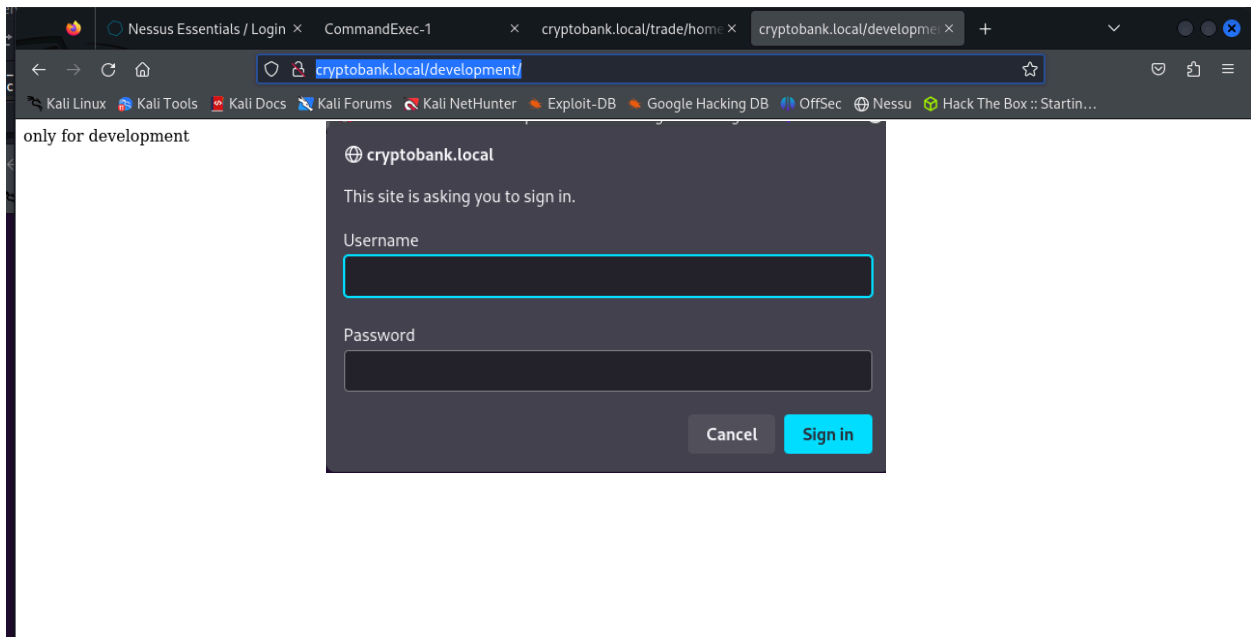 Nessus Essentials / Login
CommandExec-1
cryptobank.local/trade/home
cryptobank.local/developme
cryptobank.local/development/
Kali Linux Kali Tools Kali Docs Kali Forums Kali NetHunter Exploit-DB Google Hacking DB OffSec Nessu Hack The Box :: Startin...
only for development
cryptobank.local
This site is asking you to sign in.
Username
Password
Cancel Sign in